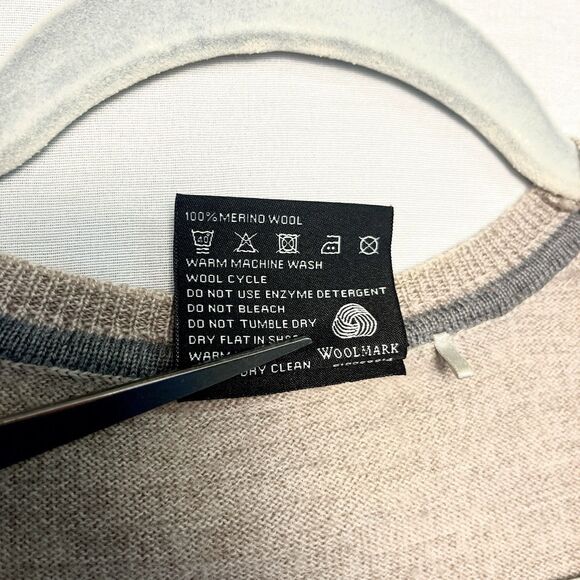 100% MERINO WOOL
40
WARM MACHINE WASH
WOOL CYCLE
DO NOT USE ENZYME DETERGENT
DO NOT BLEACH
DO NOT TUMBLE DRY
DRY FLAT IN
WARM
DRY CLEAN
WOOLMARK